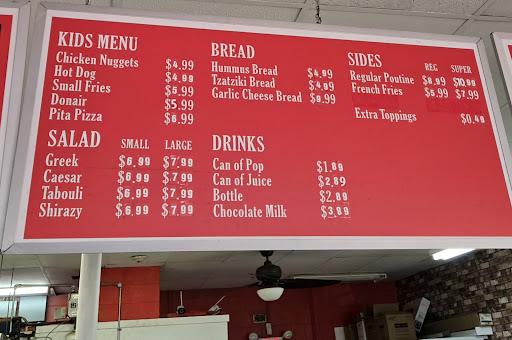 KIDS MENU
Chicken Nuggets $4.99
Hot Dog $4.99
Small Fries $5.99
Donair $5.99
Pita Pizza $6.99
BREAD
Hummus Bread $4.99
Tzatziki Bread $4.99
Garlic Cheese Bread $9.99
SIDES REG SUPER
Regular Poutine $8.99 $10.99
French Fries $5.99 $7.99
Extra Toppings $0.49
SALAD SMALL LARGE
Greek $6.99 $7.99
Caesar $6.99 $7.99
Tabouli $6.99 $7.99
Shirazy $6.99 $7.99
DRINKS
Can of Pop $1.89
Can of Juice $2.89
Bottle $2.89
Chocolate Milk $3.89